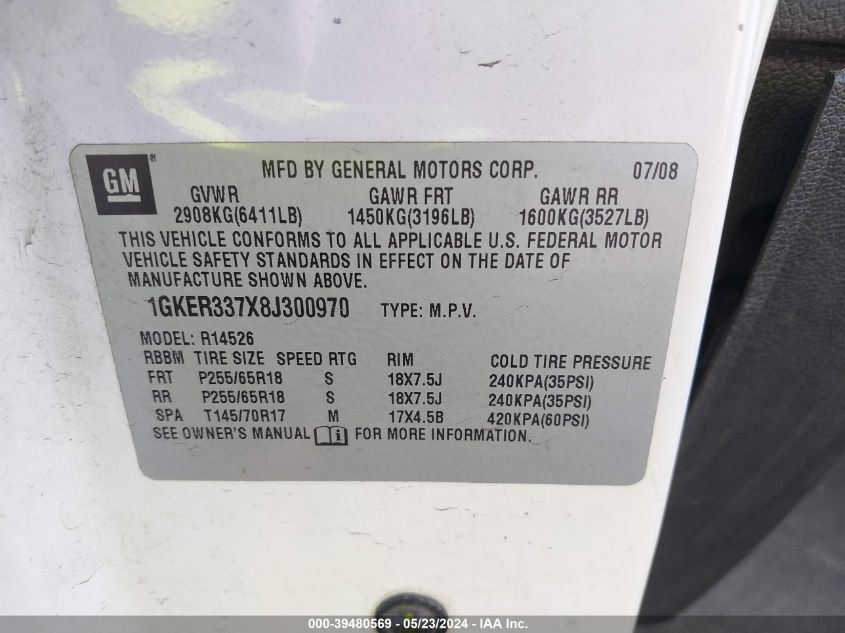 GM® MFD BY GENERAL MOTORS CORP. 07/08
GVWR GAWR FRT GAWR RR
2908KG(6411LB) 1450KG(3196LB) 1600KG(3527LB)
THIS VEHICLE CONFORMS TO ALL APPLICABLE U.S. FEDERAL MOTOR
VEHICLE SAFETY STANDARDS IN EFFECT ON THE DATE OF
MANUFACTURE SHOWN ABOVE.
1GKER337X8J300970 TYPE: M.P.V.
MODEL: R14526
RBBM TIRE SIZE SPEED RTG RIM COLD TIRE PRESSURE
FRT P255/65R18 S 18X7.5J 240KPA(35PSI)
RR P255/65R18 S 18X7.5J 240KPA(35PSI)
SPA T145/70R17 M 17X4.5B 420KPA(60PSI)
SEE OWNER'S MANUAL FOR MORE INFORMATION.
000-39480569 - 05/23/2024 - IAA Inc.